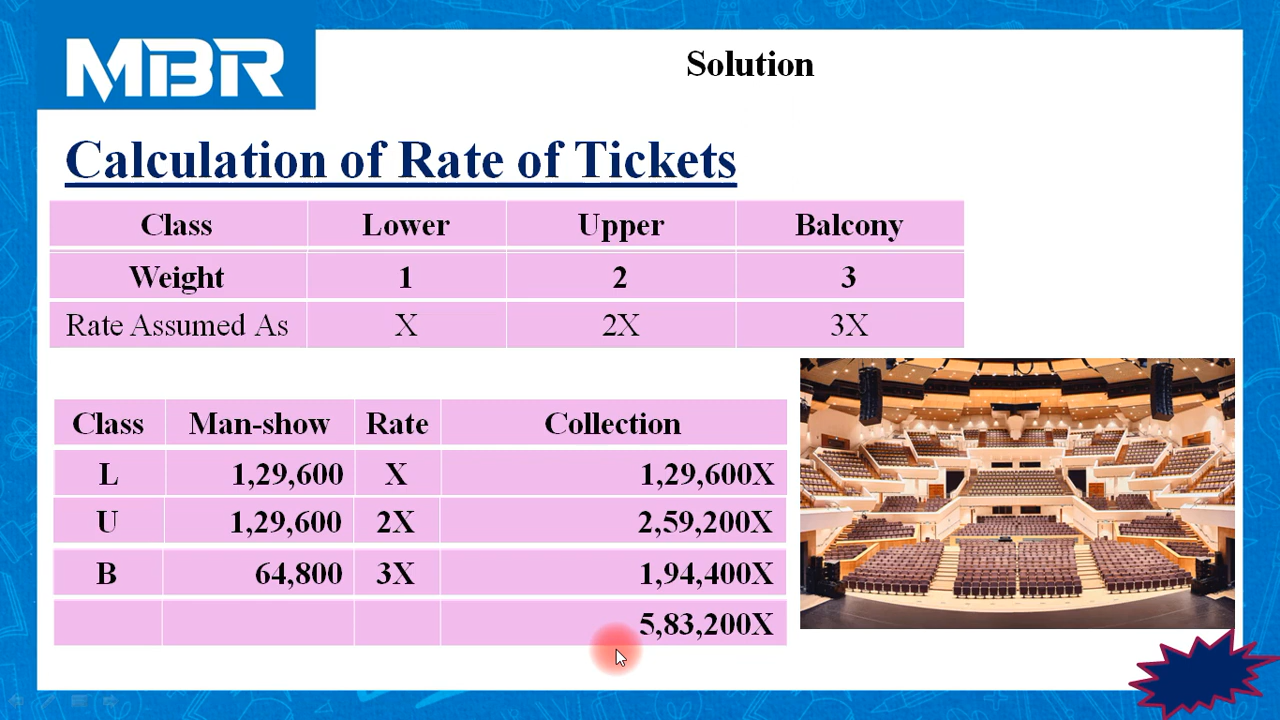 MBR
Solution
Calculation of Rate of Tickets
Class Lower Upper Balcony
Weight 1 2 3
Rate Assumed As X 2X 3X
Class Man-show Rate Collection
L 1,29,600 X 1,29,600X
U 1,29,600 2X 2,59,200X
B 64,800 3X 1,94,400X
5,83,200X